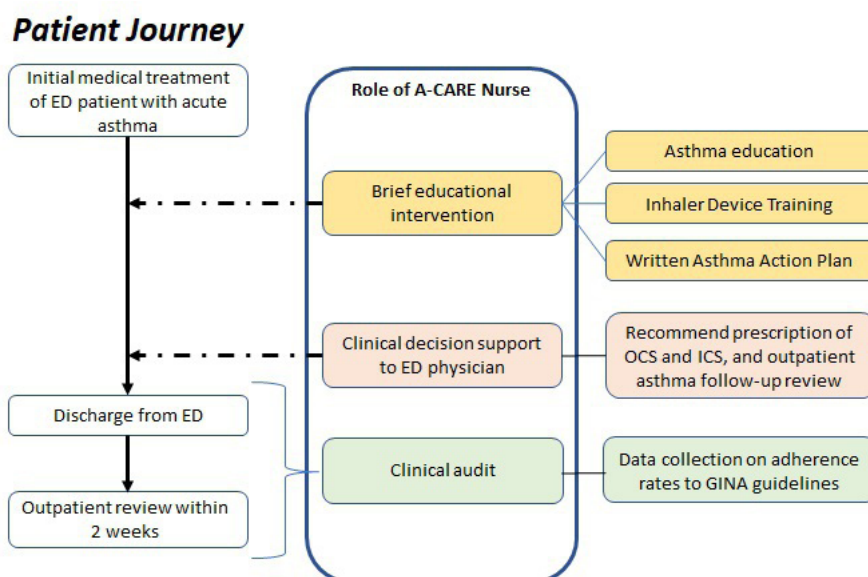 Patient Journey
Initial medical treatment
of ED patient with acute
asthma
Discharge from ED
Outpatient review within
2 weeks
Role of A-CARE Nurse
Brief educational
intervention
Clinical decision support
to ED physician
Clinical audit
Asthma education
Inhaler Device Training
Written Asthma Action Plan
Recommend prescription of
OCS and ICS, and outpatient
asthma follow-up review
Data collection on adherence
rates to GINA guidelines